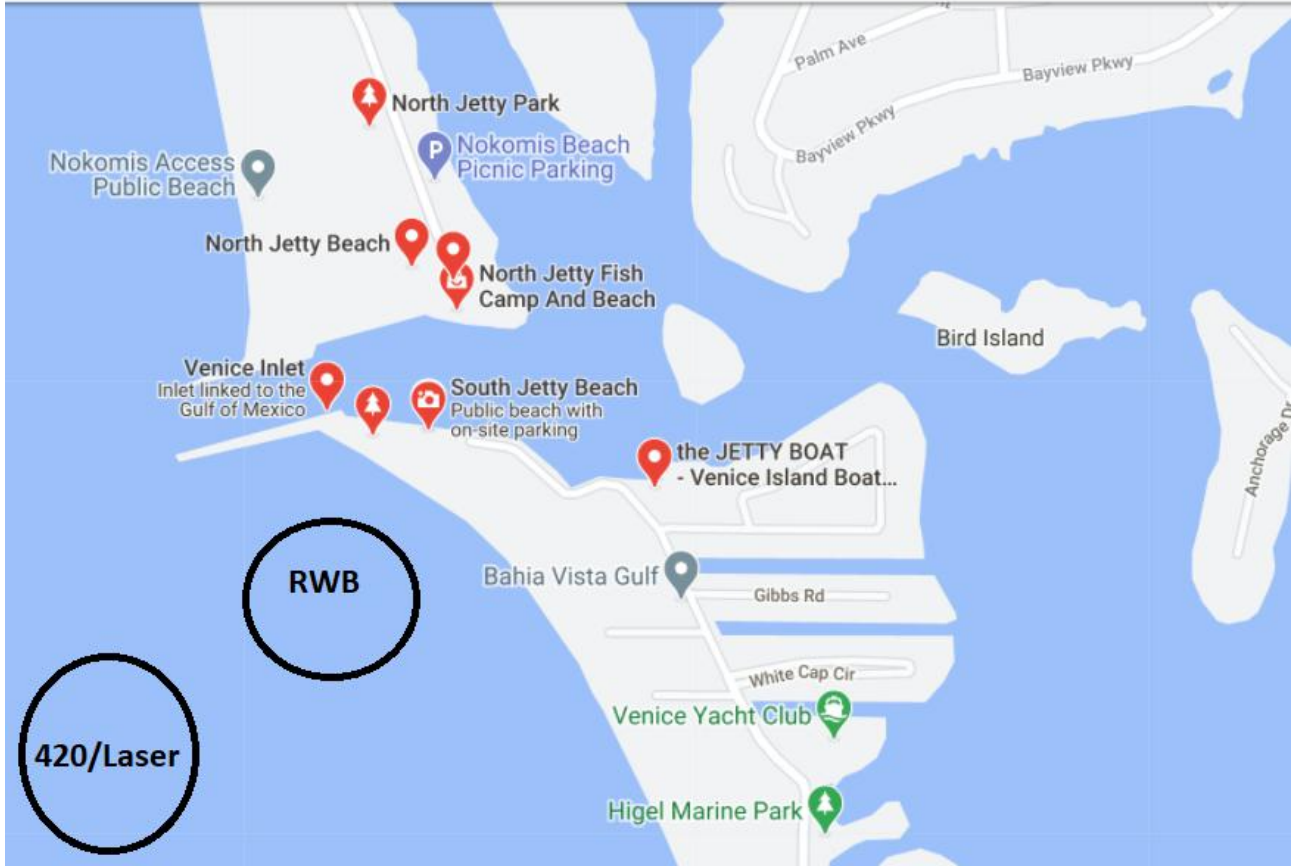 Palm Ave
Bayview Pkwy
Bayview Pkwy
North Jetty Park
P
Nokomis Beach
Picnic Parking
Nokomis Access
Public Beach
North Jetty Beach
North Jetty Fish
Camp And Beach
Bird Island
Venice Inlet
Inlet linked to the
Gulf of Mexico
South Jetty Beach
Public beach with
on-site parking
the JETTY BOAT
- Venice Island Boat...
Anchorage Dr
RWB
Bahia Vista Gulf
Gibbs Rd
White Cap Cir
Venice Yacht Club
420/Laser
Higel Marine Park